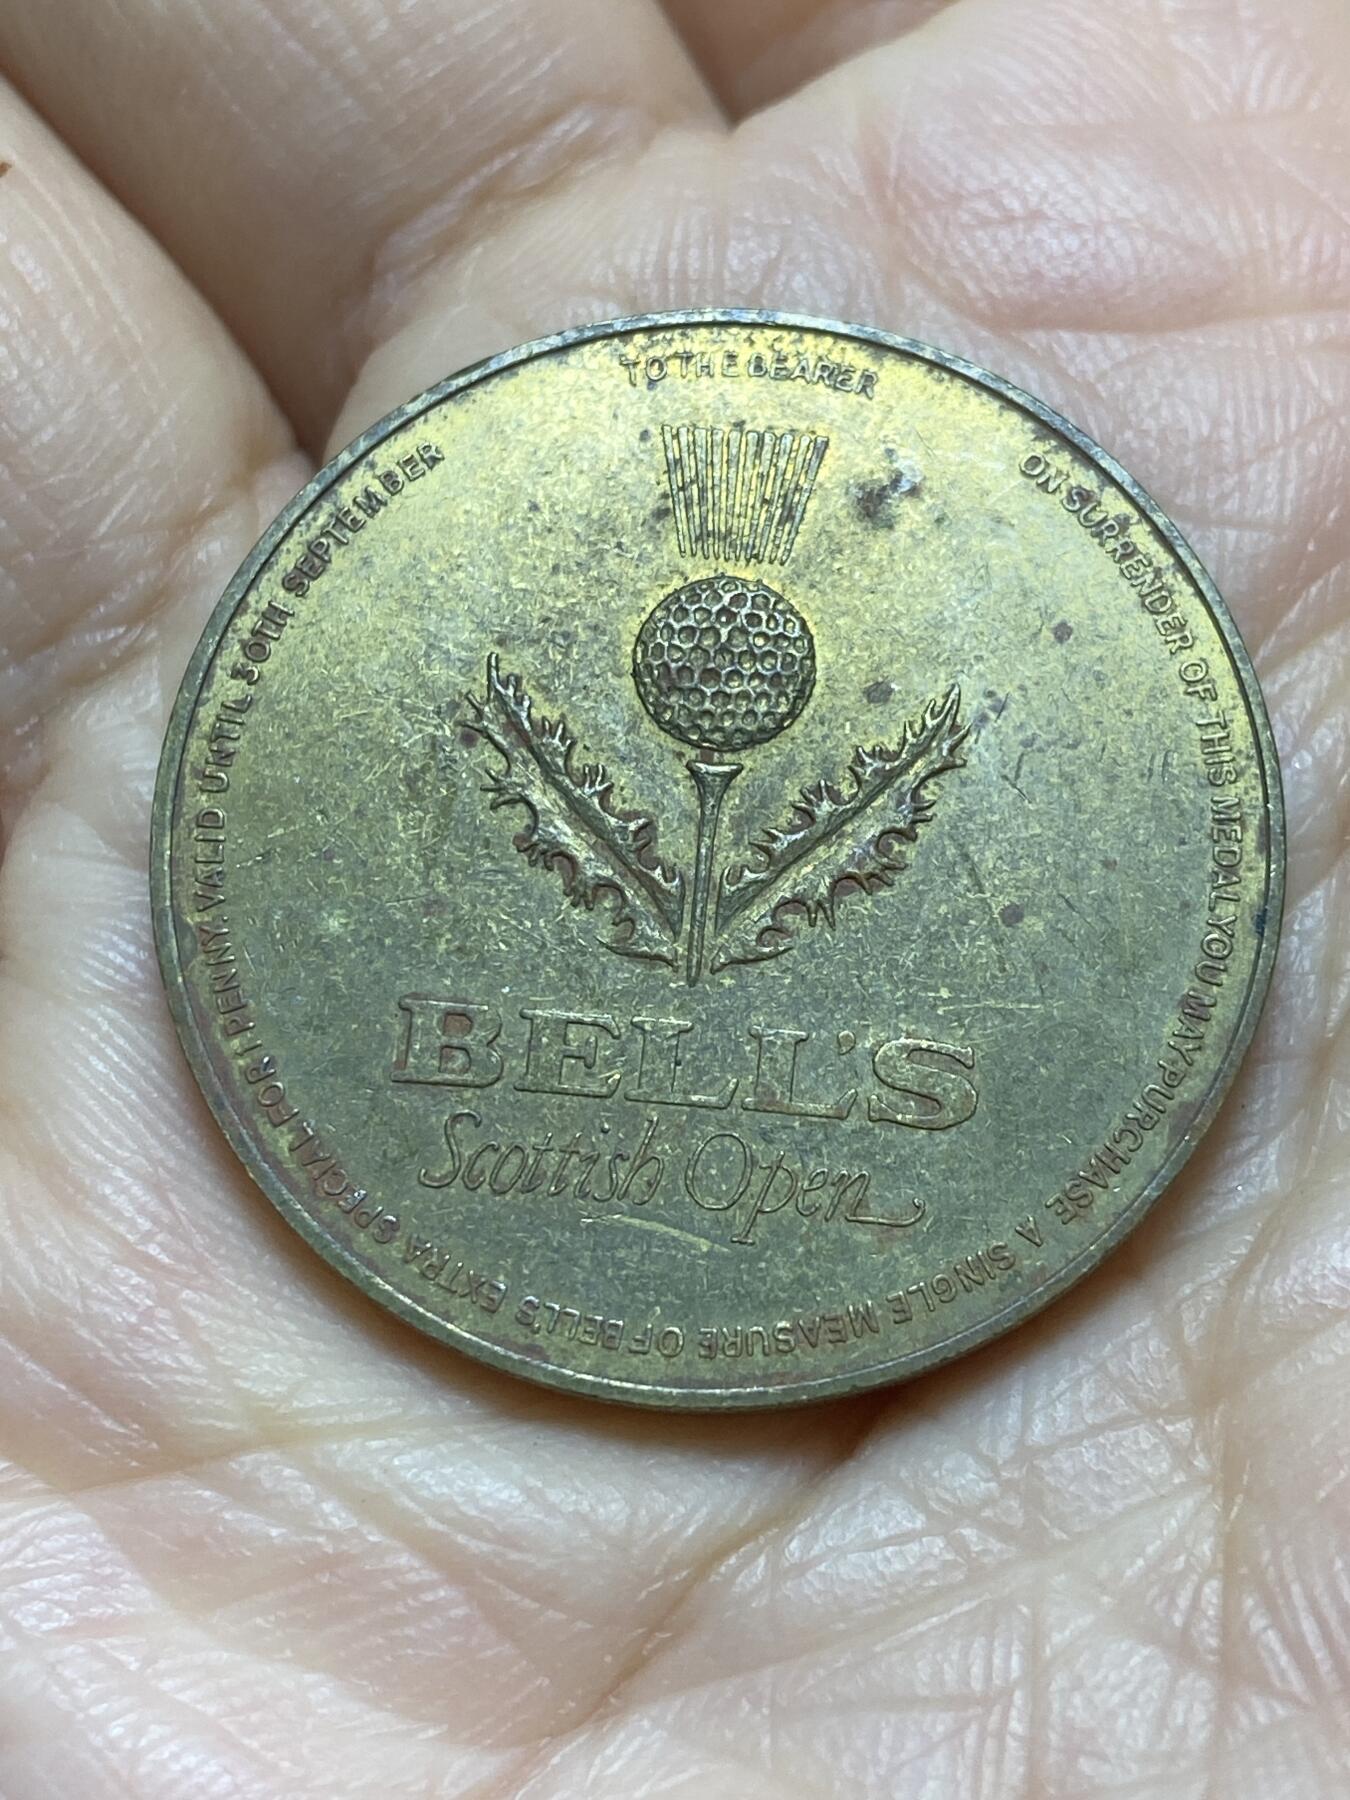 TO THE BEARER
ON SURRENDER OF THIS MEDAL YOU MAY PURCHASE A SINGLE MEASURE OF BELL'S EXTRA SPECIAL FOR 1 PENNY. VALID UNTIL 30TH SEPTEMBER
BELL'S
Scottish Open